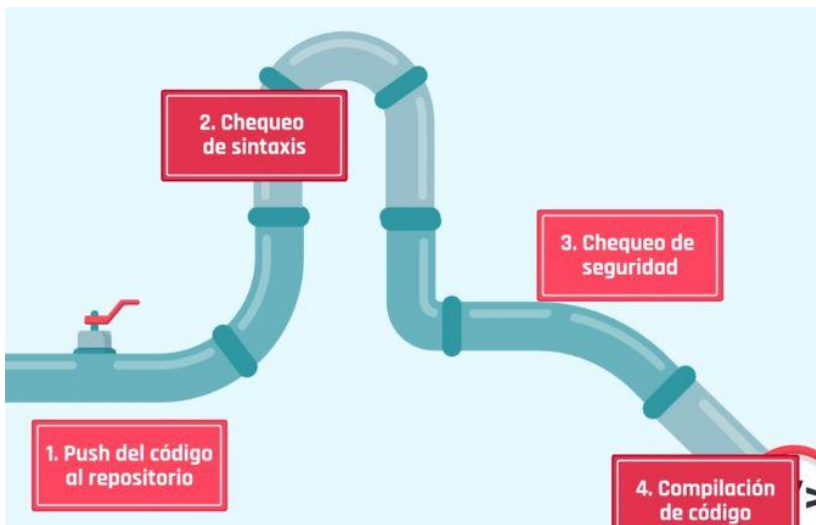 2. Chequeo
de sintaxis
3. Chequeo de
seguridad
1. Push del código
al repositorio
4. Compilación
de código